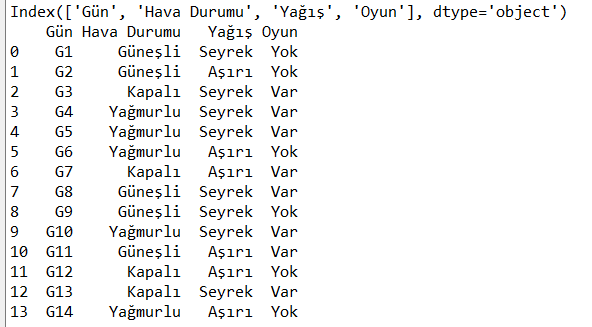 Index(['Gün', 'Hava Durumu', 'Yağış', 'Oyun'], dtype='object')
Gün Hava Durumu Yağış Oyun
0 G1 Güneşli Seyrek Yok
1 G2 Güneşli Aşırı Yok
2 G3 Kapalı Seyrek Var
3 G4 Yağmurlu Seyrek Var
4 G5 Yağmurlu Seyrek Var
5 G6 Yağmurlu Aşırı Yok
6 G7 Kapalı Aşırı Var
7 G8 Güneşli Seyrek Var
8 G9 Güneşli Seyrek Yok
9 G10 Yağmurlu Seyrek Var
10 G11 Güneşli Aşırı Var
11 G12 Kapalı Aşırı Yok
12 G13 Kapalı Seyrek Var
13 G14 Yağmurlu Aşırı Yok